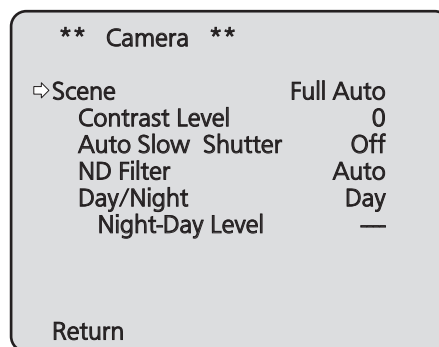 ** Camera **
⇨Scene Full Auto
Contrast Level 0
Auto Slow Shutter Off
ND Filter Auto
Day/Night Day
Night-Day Level —
Return